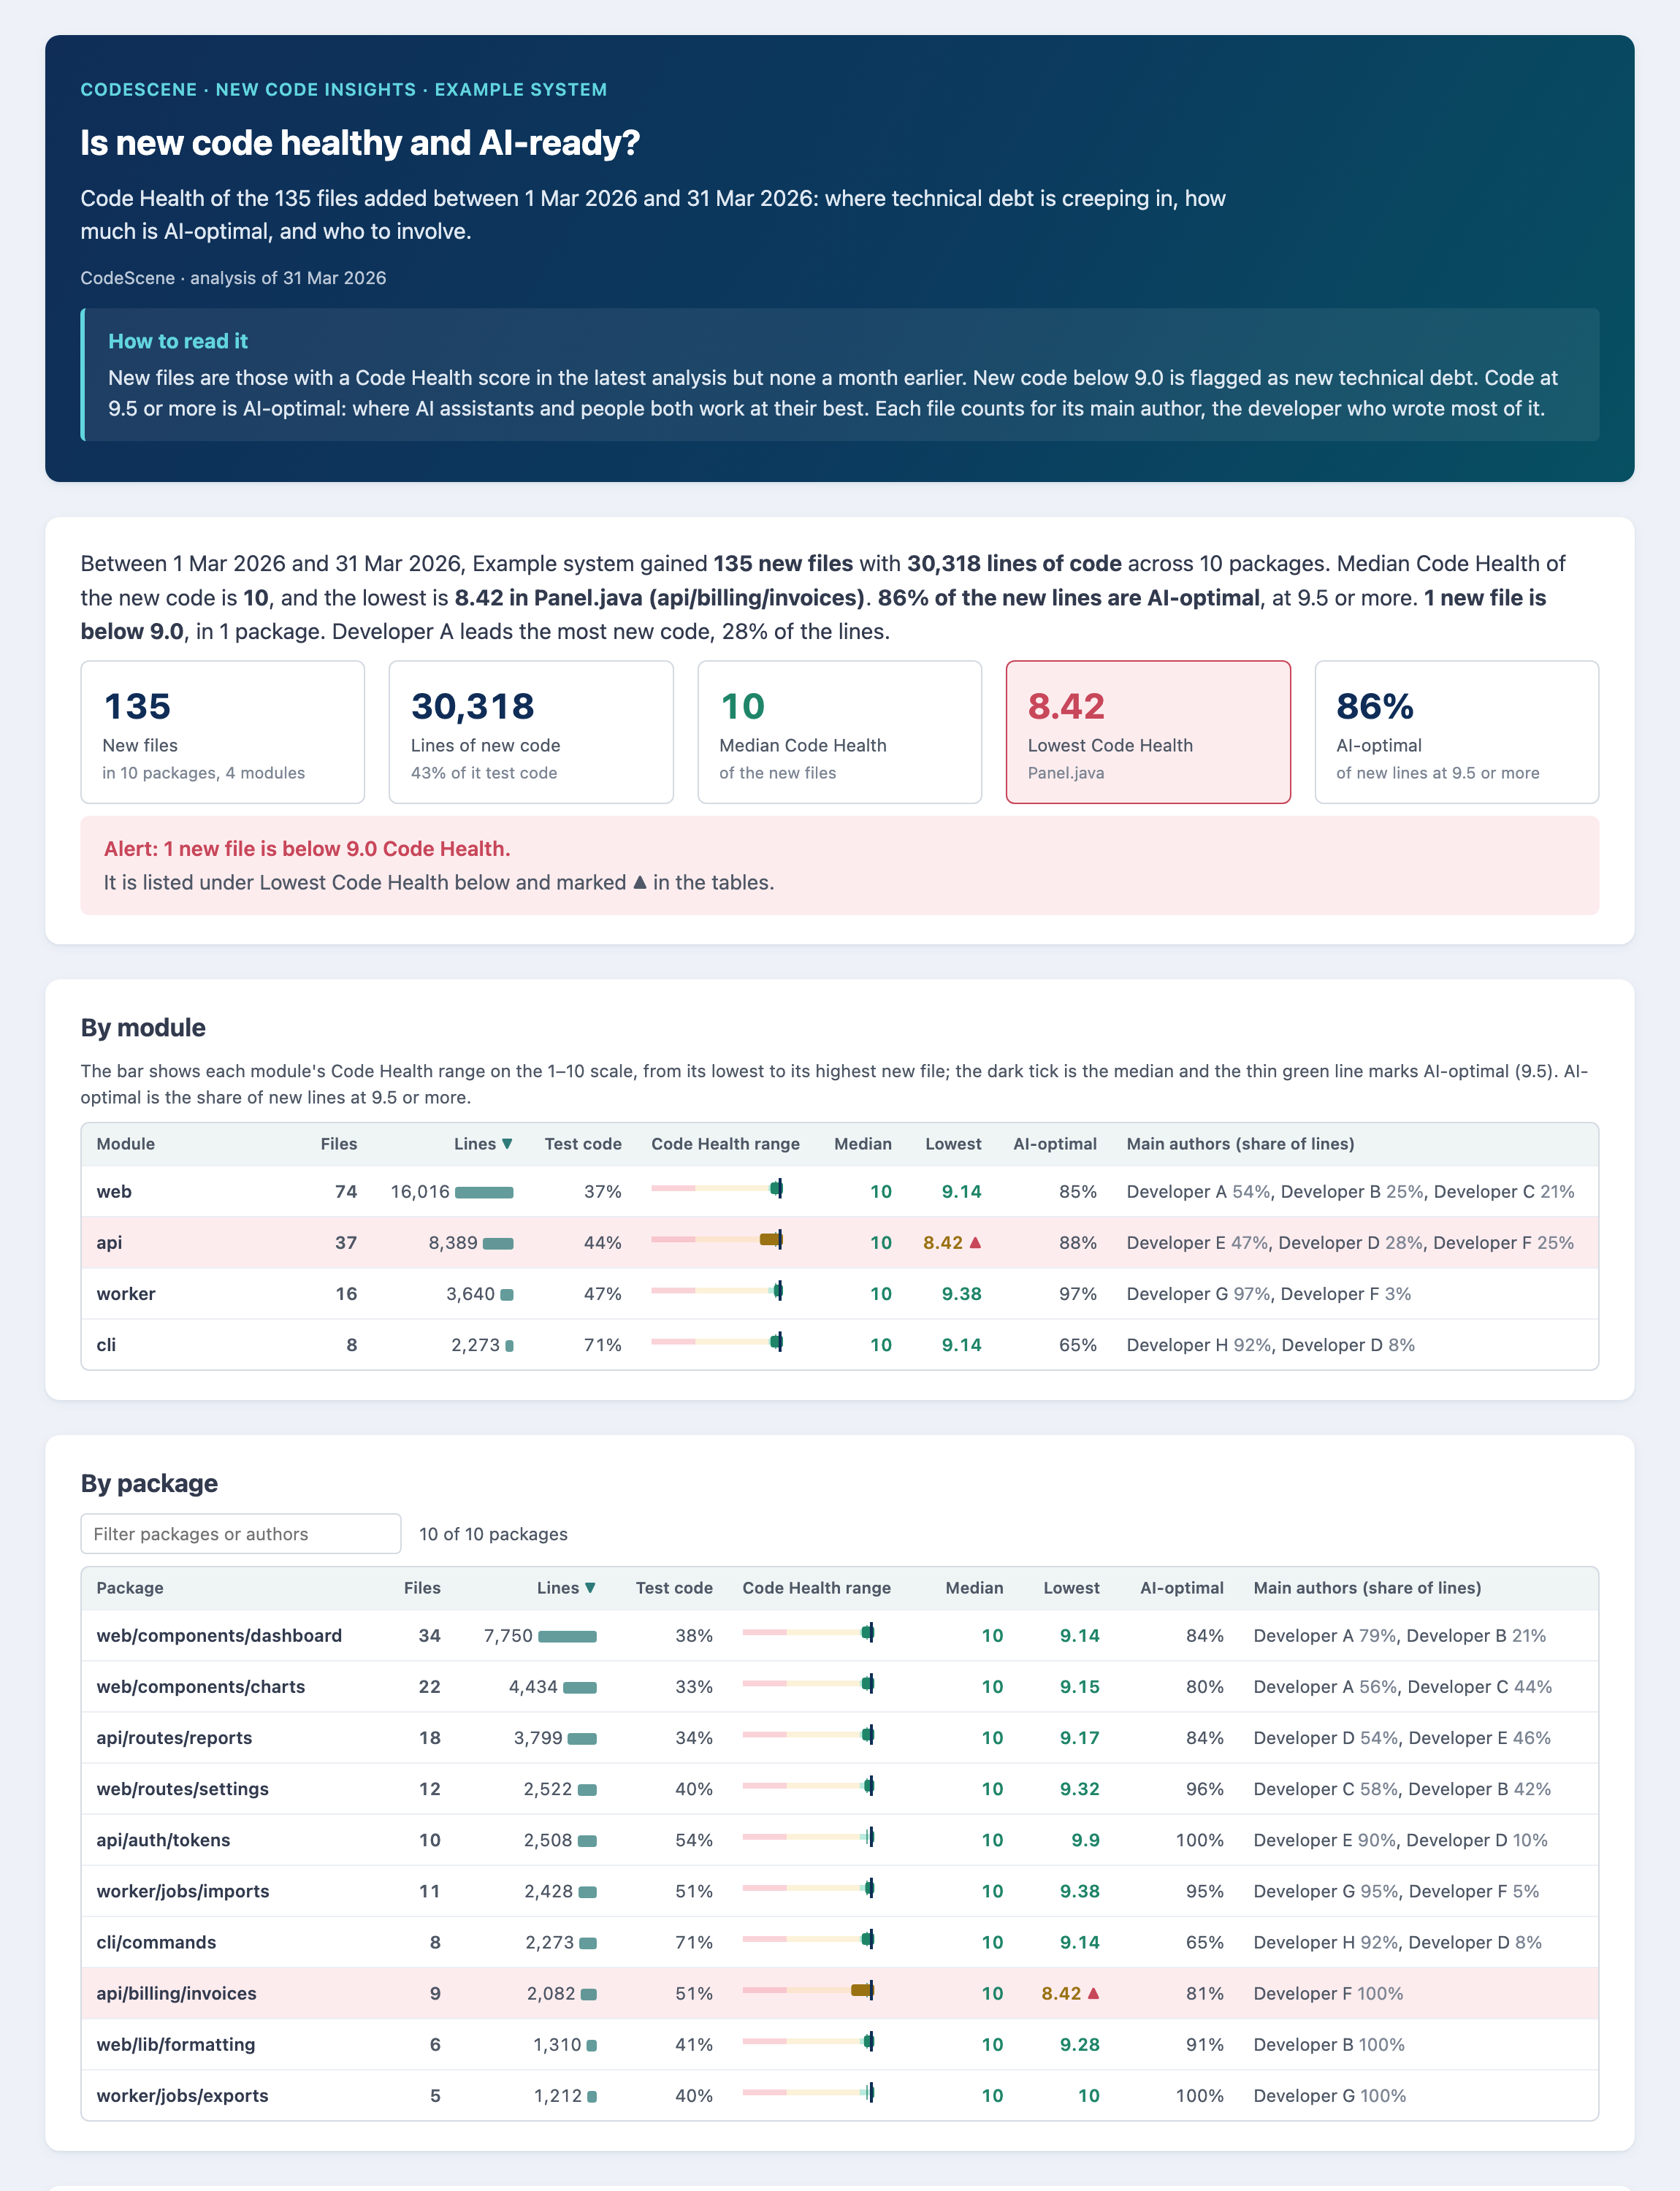 CODESCENE · NEW CODE INSIGHTS · EXAMPLE SYSTEM
Is new code healthy and AI-ready?
Code Health of the 135 files added between 1 Mar 2026 and 31 Mar 2026: where technical debt is creeping in, how
much is AI-optimal, and who to involve.
CodeScene · analysis of 31 Mar 2026
How to read it
New files are those with a Code Health score in the latest analysis but none a month earlier. New code below 9.0 is flagged as new technical debt. Code at
9.5 or more is AI-optimal: where AI assistants and people both work at their best. Each file counts for its main author, the developer who wrote most of it.
Between 1 Mar 2026 and 31 Mar 2026, Example system gained 135 new files with 30,318 lines of code across 10 packages. Median Code Health of
the new code is 10, and the lowest is 8.42 in Panel.java (api/billing/invoices). 86% of the new lines are AI-optimal, at 9.5 or more. 1 new file is
below 9.0, in 1 package. Developer A leads the most new code, 28% of the lines.
135 30,318 10 8.42 86%
New files Lines of new code Median Code Health Lowest Code Health AI-optimal
in 10 packages, 4 modules 43% of it test code of the new files Panel.java of new lines at 9.5 or more
Alert: 1 new file is below 9.0 Code Health.
It is listed under Lowest Code Health below and marked ▲ in the tables.
By module
The bar shows each module's Code Health range on the 1–10 scale, from its lowest to its highest new file; the dark tick is the median and the thin green line marks AI-optimal (9.5). AI-
optimal is the share of new lines at 9.5 or more.
Module Files Lines ▼ Test code Code Health range Median Lowest AI-optimal Main authors (share of lines)
web 74 16,016 37% 10 9.14 85% Developer A 54%, Developer B 25%, Developer C 21%
api 37 8,389 44% 10 8.42 ▲ 88% Developer E 47%, Developer D 28%, Developer F 25%
worker 16 3,640 47% 10 9.38 97% Developer G 97%, Developer F 3%
cli 8 2,273 71% 10 9.14 65% Developer H 92%, Developer D 8%
By package
Filter packages or authors 10 of 10 packages
Package Files Lines ▼ Test code Code Health range Median Lowest AI-optimal Main authors (share of lines)
web/components/dashboard 34 7,750 38% 10 9.14 84% Developer A 79%, Developer B 21%
web/components/charts 22 4,434 33% 10 9.15 80% Developer A 56%, Developer C 44%
api/routes/reports 18 3,799 34% 10 9.17 84% Developer D 54%, Developer E 46%
web/routes/settings 12 2,522 40% 10 9.32 96% Developer C 58%, Developer B 42%
api/auth/tokens 10 2,508 54% 10 9.9 100% Developer E 90%, Developer D 10%
worker/jobs/imports 11 2,428 51% 10 9.38 95% Developer G 95%, Developer F 5%
cli/commands 8 2,273 71% 10 9.14 65% Developer H 92%, Developer D 8%
api/billing/invoices 9 2,082 51% 10 8.42 ▲ 81% Developer F 100%
web/lib/formatting 6 1,310 41% 10 9.28 91% Developer B 100%
worker/jobs/exports 5 1,212 40% 10 10 100% Developer G 100%